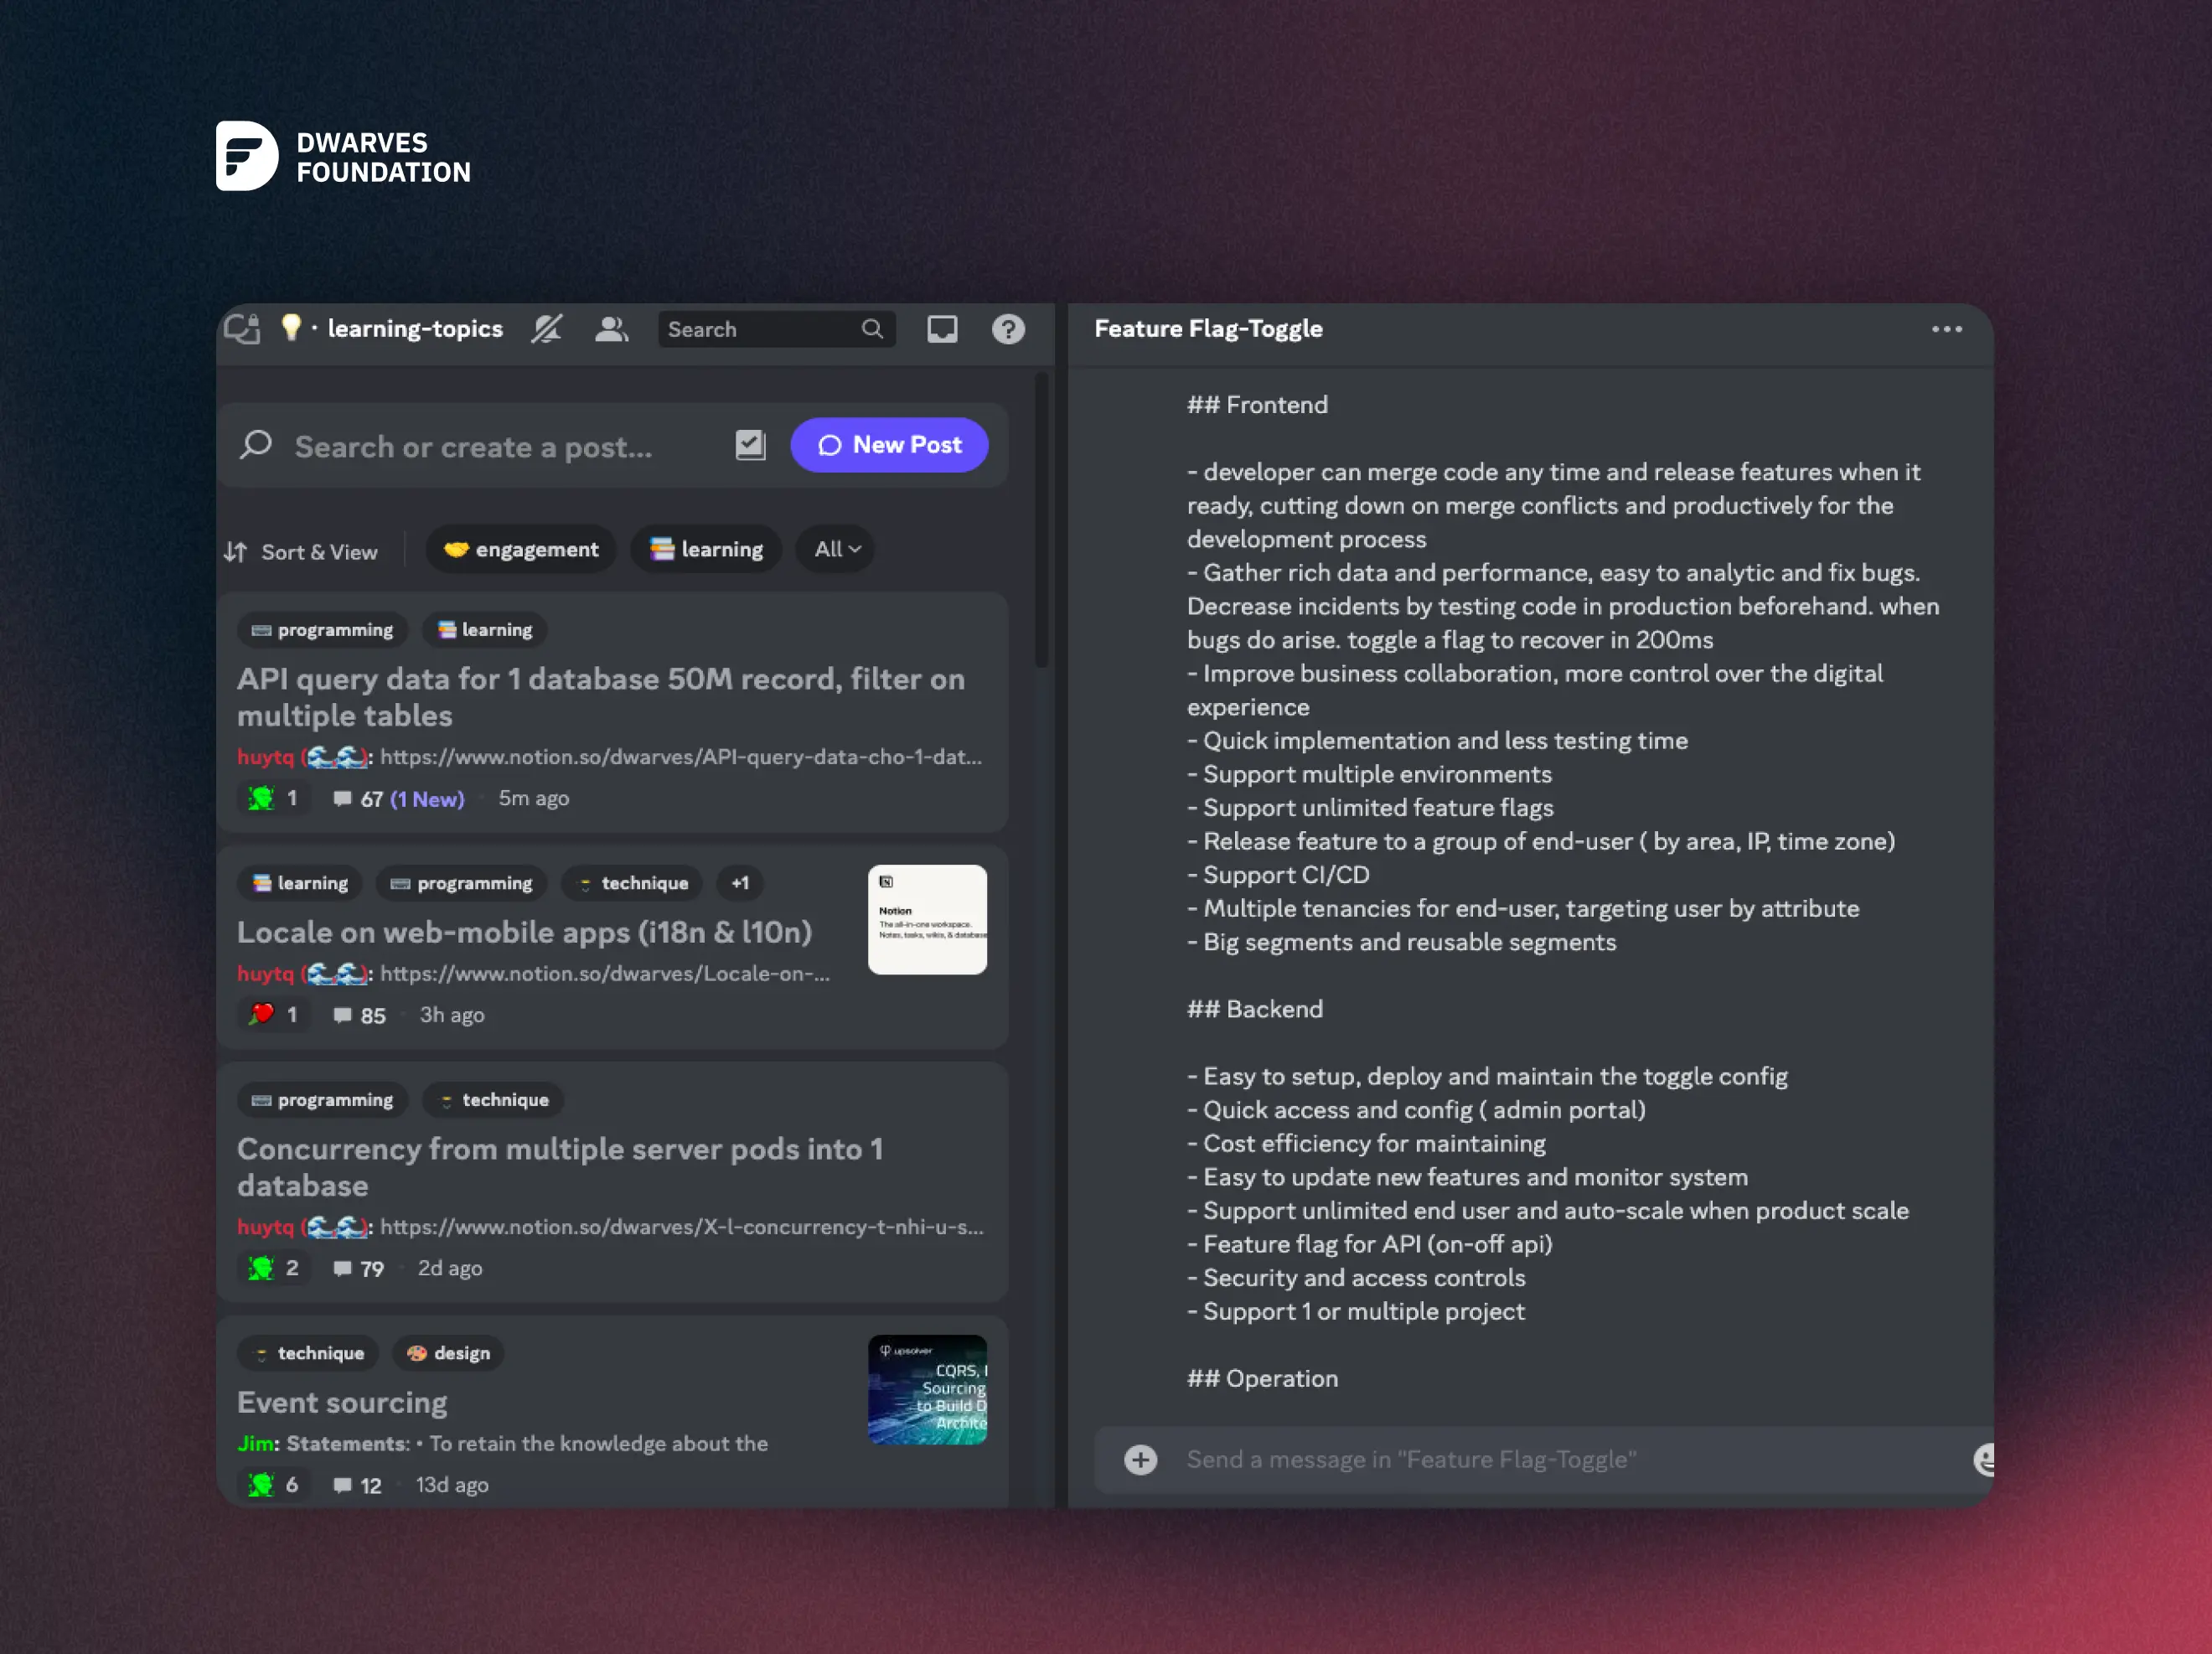 DWARVES
FOUNDATION
· learning-topics
Search
Search or create a post...
New Post
Sort & View
engagement
learning
All
programming
learning
API query data for 1 database 50M record, filter on
multiple tables
huytq (🌊🌊): https://www.notion.so/dwarves/API-query-data-cho-1-dat...
1
67 (1 New)
5m ago
learning
programming
technique
+1
Locale on web-mobile apps (i18n & l10n)
huytq (🌊🌊): https://www.notion.so/dwarves/Locale-on-...
1
85
3h ago
Notion
The all-in-one workspace.
Notes, tasks, wikis, & database
programming
technique
Concurrency from multiple server pods into 1
database
huytq (🌊🌊): https://www.notion.so/dwarves/X-l-concurrency-t-nhi-u-s...
2
79
2d ago
technique
design
Event sourcing
Jim: Statements: • To retain the knowledge about the
6
12
13d ago
upsolver
CQRS,
Sourcing
to Build D
Archite
Feature Flag-Toggle
## Frontend
- developer can merge code any time and release features when it
ready, cutting down on merge conflicts and productively for the
development process
- Gather rich data and performance, easy to analytic and fix bugs.
Decrease incidents by testing code in production beforehand. when
bugs do arise. toggle a flag to recover in 200ms
- Improve business collaboration, more control over the digital
experience
- Quick implementation and less testing time
- Support multiple environments
- Support unlimited feature flags
- Release feature to a group of end-user ( by area, IP, time zone)
- Support CI/CD
- Multiple tenancies for end-user, targeting user by attribute
- Big segments and reusable segments
## Backend
- Easy to setup, deploy and maintain the toggle config
- Quick access and config ( admin portal)
- Cost efficiency for maintaining
- Easy to update new features and monitor system
- Support unlimited end user and auto-scale when product scale
- Feature flag for API (on-off api)
- Security and access controls
- Support 1 or multiple project
## Operation
Send a message in "Feature Flag-Toggle"